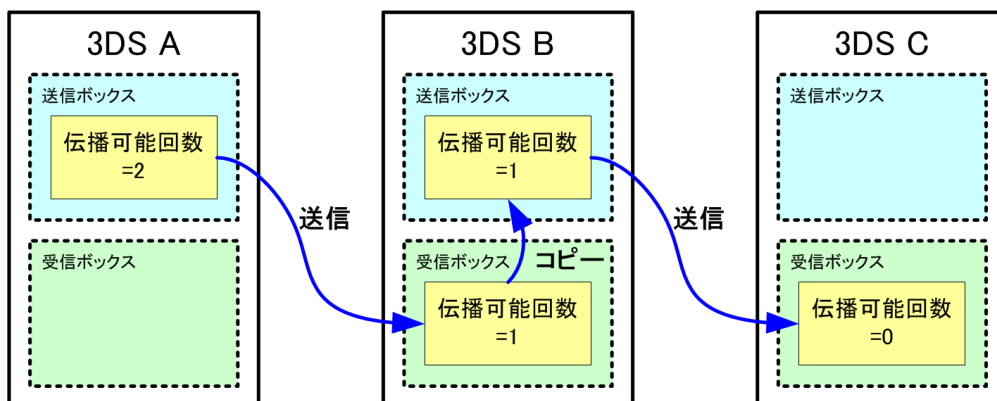 3DS A
送信ボックス
伝播可能回数
=2
受信ボックス
送信
3DS B
送信ボックス
伝播可能回数
=1
コピー
受信ボックス
伝播可能回数
=1
送信
3DS C
送信ボックス
受信ボックス
伝播可能回数
=0